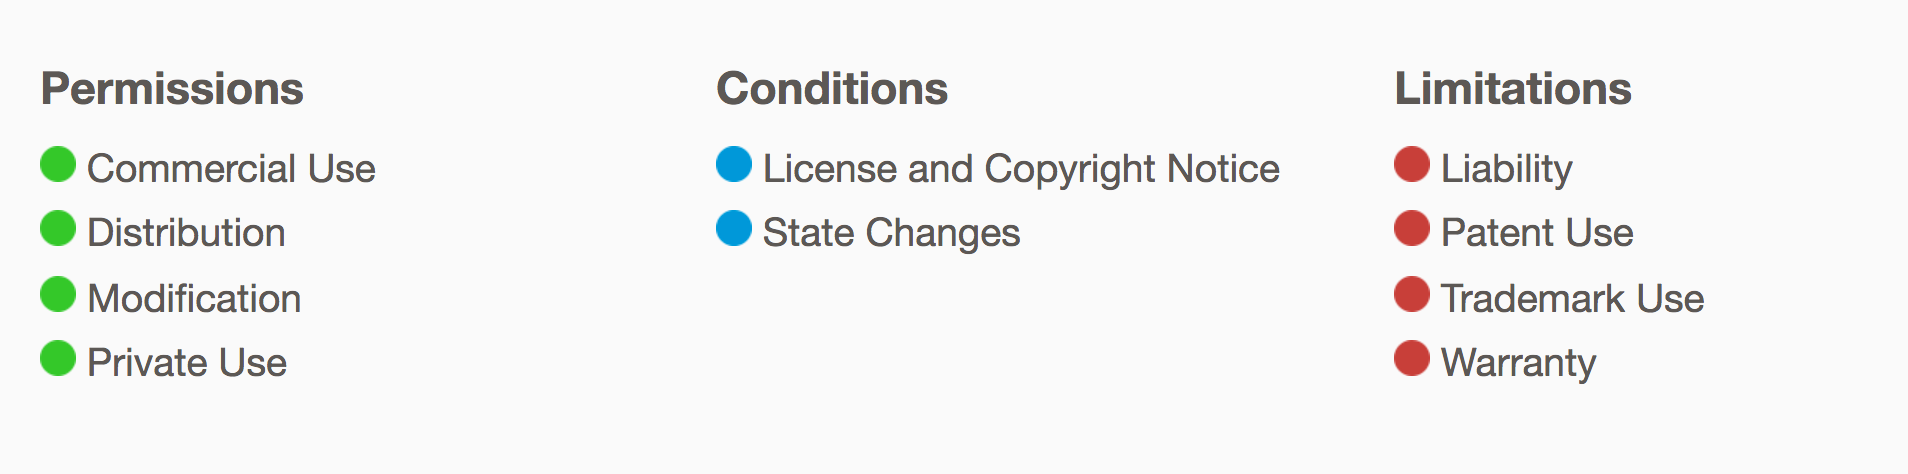 Permissions
Commercial Use
Distribution
Modification
Private Use
Conditions
License and Copyright Notice
State Changes
Limitations
Liability
Patent Use
Trademark Use
Warranty